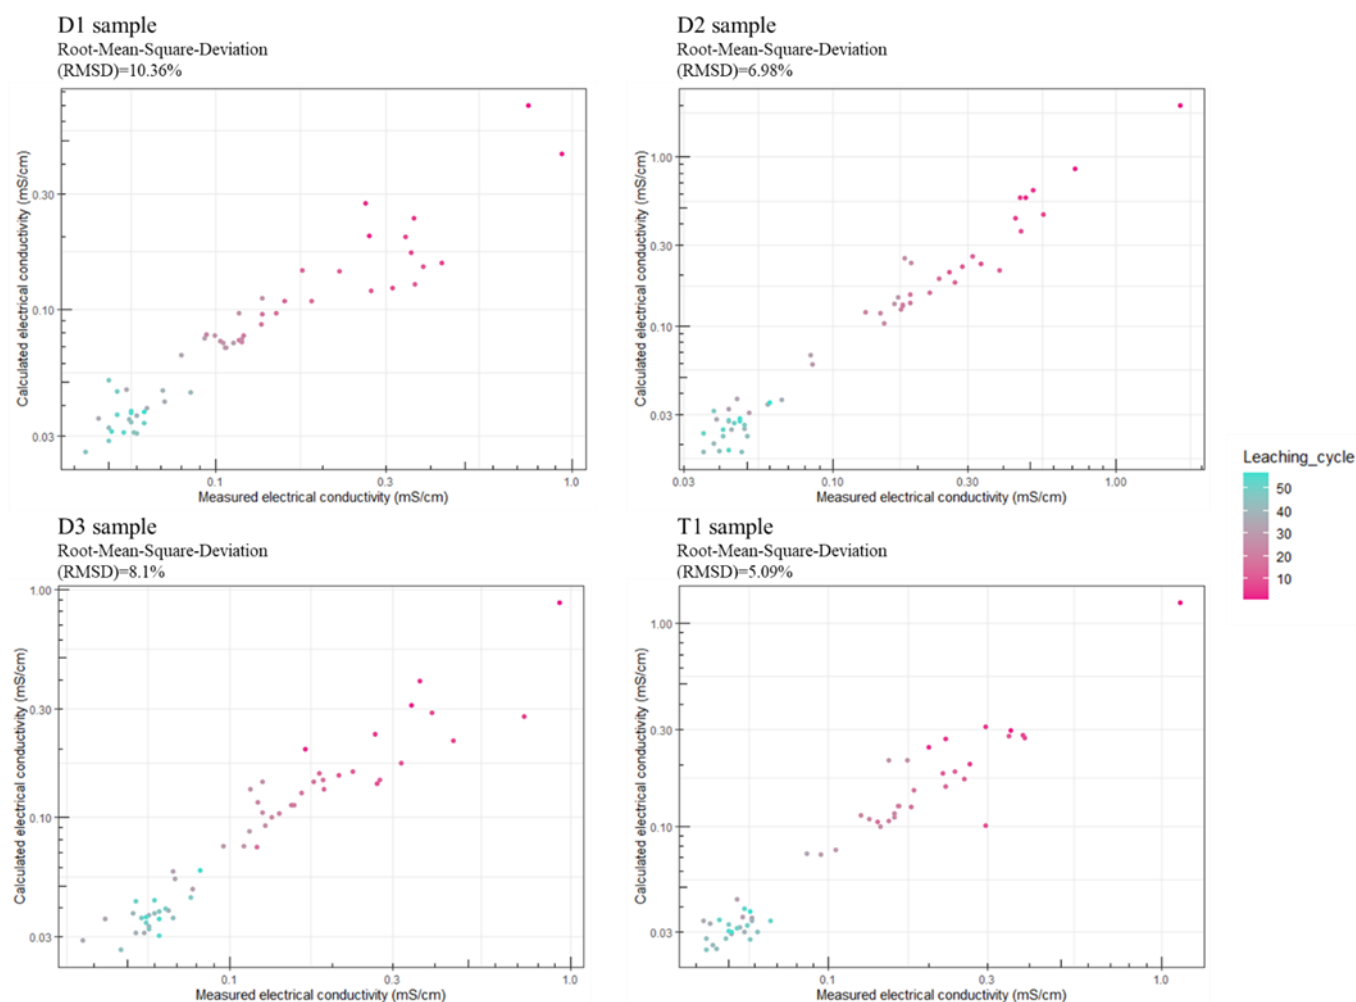 D1 sample
Root-Mean-Square-Deviation
(RMSD)=10.36%
Calculated electrical conductivity (mS/cm)
0.30
0.10
0.03
0.1
0.3
1.0
Measured electrical conductivity (mS/cm)
D2 sample
Root-Mean-Square-Deviation
(RMSD)=6.98%
Calculated electrical conductivity (mS/cm)
1.00
0.30
0.10
0.03
0.03
0.10
0.30
1.00
Measured electrical conductivity (mS/cm)
D3 sample
Root-Mean-Square-Deviation
(RMSD)=8.1%
Calculated electrical conductivity (mS/cm)
1.00
0.30
0.10
0.03
0.1
0.3
1.0
Measured electrical conductivity (mS/cm)
T1 sample
Root-Mean-Square-Deviation
(RMSD)=5.09%
Calculated electrical conductivity (mS/cm)
1.00
0.30
0.10
0.03
0.1
0.3
1.0
Measured electrical conductivity (mS/cm)
Leaching_cycle
50
40
30
20
10